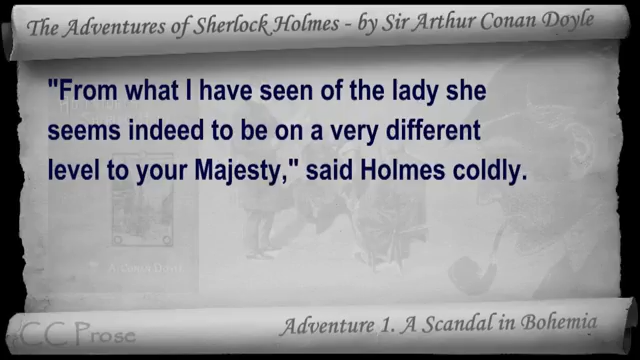 The Adventures of Sherlock Holmes - by Sir Arthur Conan Doyle
"From what I have seen of the lady she
seems indeed to be on a very different
level to your Majesty," said Holmes coldly.
A. Conan Doyle
CC Prose
Adventure 1. A Scandal in Bohemia